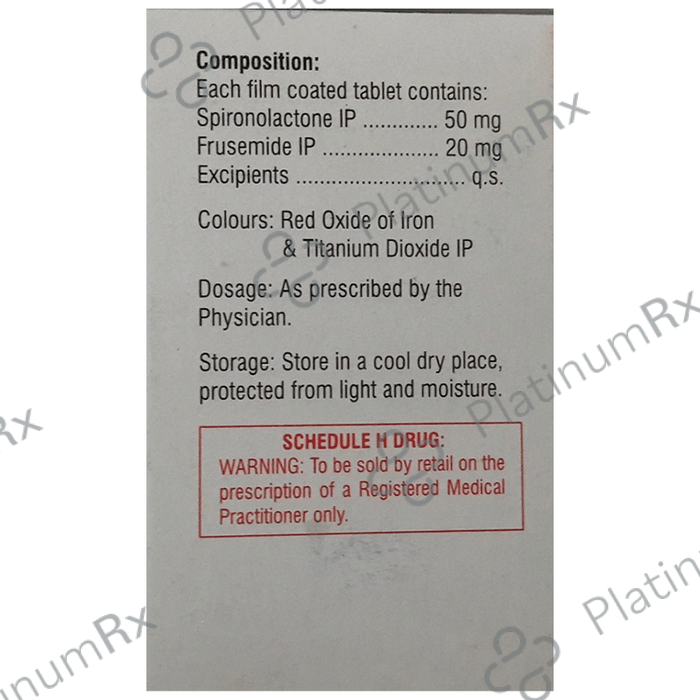 Composition:
Each film coated tablet contains:
Spironolactone IP ............. 50 mg
Frusemide IP .................... 20 mg
Excipients ............................. q.s.
Colours: Red Oxide of Iron
& Titanium Dioxide IP
Dosage: As prescribed by the
Physician.
Storage: Store in a cool dry place,
protected from light and moisture.
SCHEDULE H DRUG:
WARNING: To be sold by retail on the
prescription of a Registered Medical
Practitioner only.
PlatinumRx
PlatinumRx
PlatinumRx
Rx
PlatinumRx
Platinu